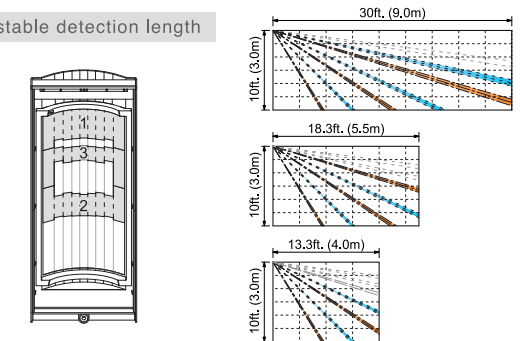 stable detection length
1
3
2
30ft. (9.0m)
10ft. (3.0m)
18.3ft. (5.5m)
10ft. (3.0m)
13.3ft. (4.0m)
10ft. (3.0m)